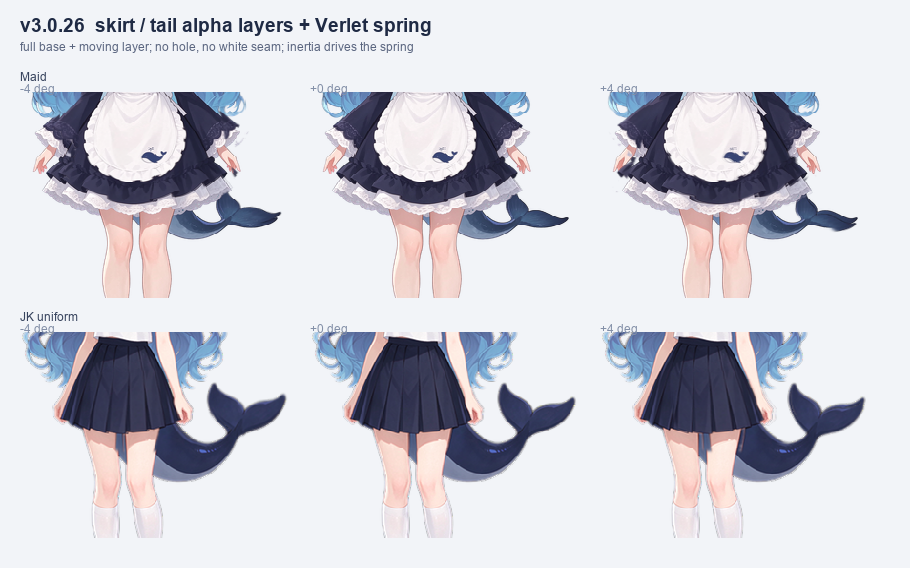 v3.0.26 skirt / tail alpha layers + Verlet spring
full base + moving layer; no hole, no white seam; inertia drives the spring
Maid
-4 deg
+0 deg
+4 deg
JK uniform
-4 deg
+0 deg
+4 deg